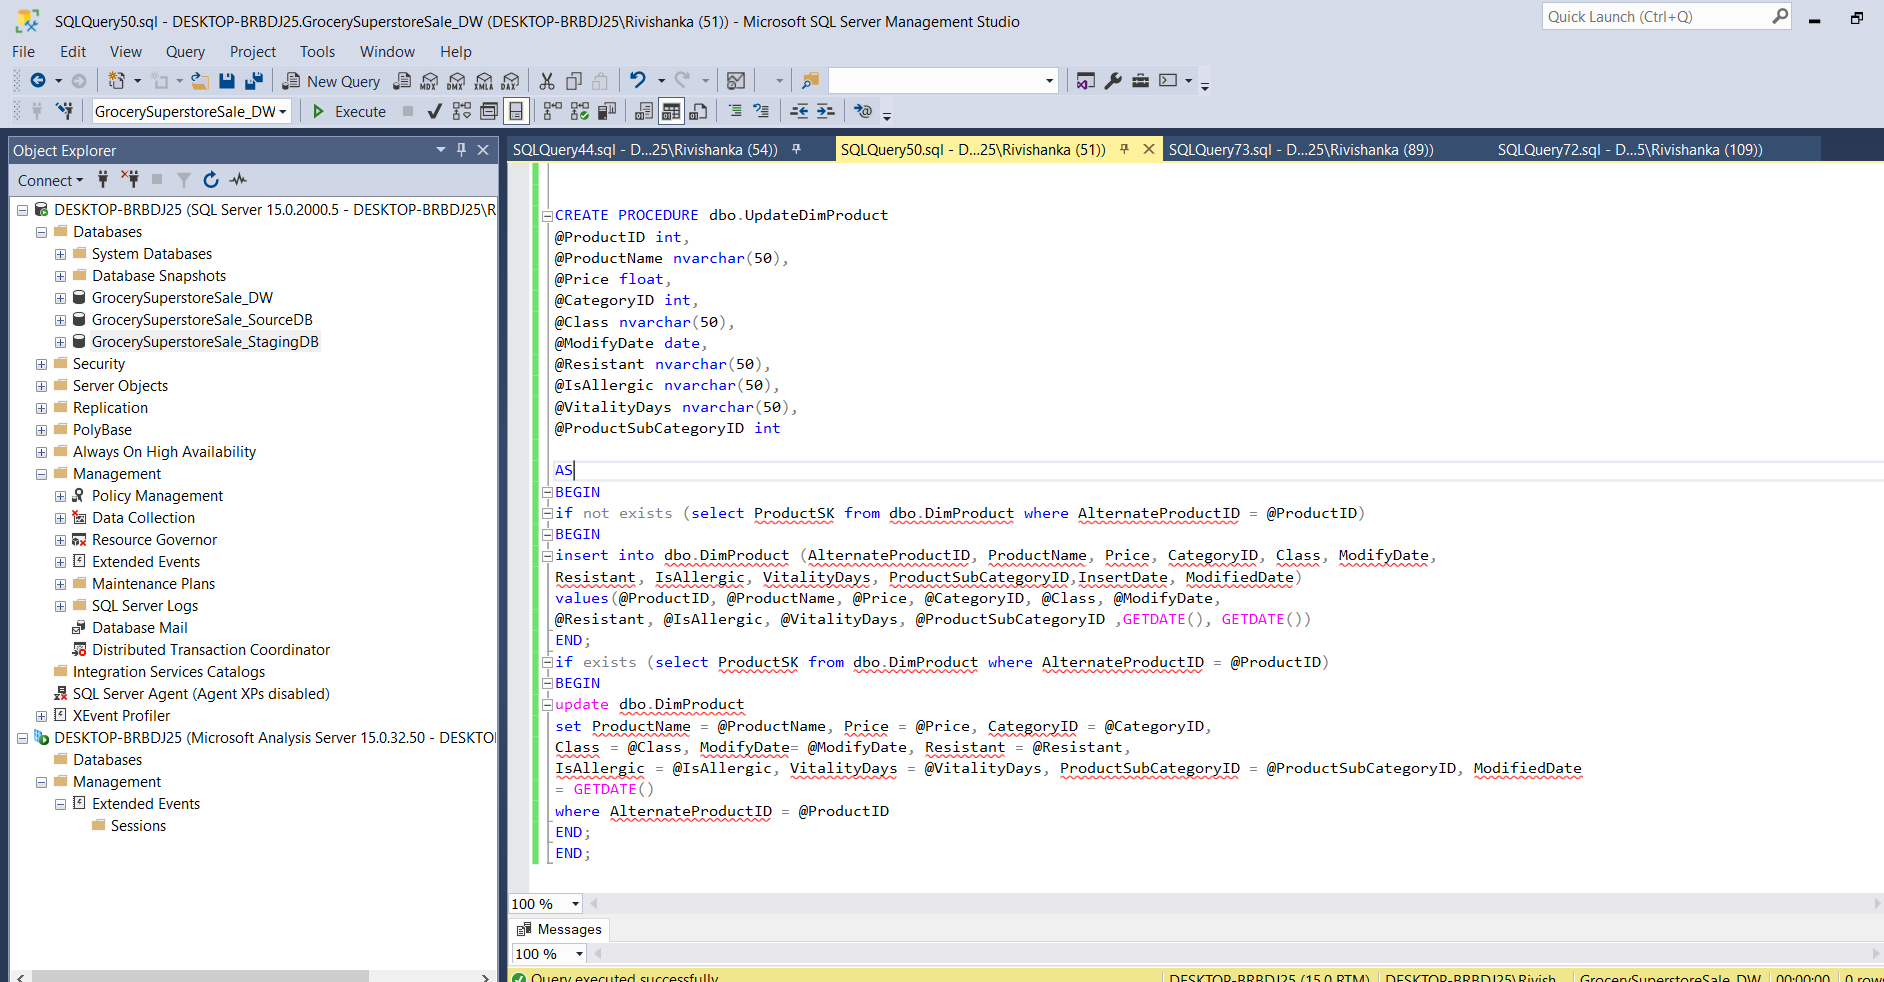 SQLQuery50.sql - DESKTOP-BRBDJ25.GrocerySuperstoreSale_DW (DESKTOP-BRBDJ25\Rivishanka (51)) - Microsoft SQL Server Management Studio
Quick Launch (Ctrl+Q)
File Edit View Query Project Tools Window Help
New Query MDX DMX XMLA DAX
GrocerySuperstoreSale_DW Execute
Object Explorer
SQLQuery44.sql - D...25\Rivishanka (54)) SQLQuery50.sql - D...25\Rivishanka (51)) SQLQuery73.sql - D...25\Rivishanka (89)) SQLQuery72.sql - D...5\Rivishanka (109))
Connect
DESKTOP-BRBDJ25 (SQL Server 15.0.2000.5 - DESKTOP-BRBDJ25\R
Databases
System Databases
Database Snapshots
GrocerySuperstoreSale_DW
GrocerySuperstoreSale_SourceDB
GrocerySuperstoreSale_StagingDB
Security
Server Objects
Replication
PolyBase
Always On High Availability
Management
Policy Management
Data Collection
Resource Governor
Extended Events
Maintenance Plans
SQL Server Logs
Database Mail
Distributed Transaction Coordinator
Integration Services Catalogs
SQL Server Agent (Agent XPs disabled)
XEvent Profiler
DESKTOP-BRBDJ25 (Microsoft Analysis Server 15.0.32.50 - DESKTO
Databases
Management
Extended Events
Sessions
CREATE PROCEDURE dbo.UpdateDimProduct
@ProductID int,
@ProductName nvarchar(50),
@Price float,
@CategoryID int,
@Class nvarchar(50),
@ModifyDate date,
@Resistant nvarchar(50),
@IsAllergic nvarchar(50),
@VitalityDays nvarchar(50),
@ProductSubCategoryID int
AS
BEGIN
if not exists (select ProductSK from dbo.DimProduct where AlternateProductID = @ProductID)
BEGIN
insert into dbo.DimProduct (AlternateProductID, ProductName, Price, CategoryID, Class, ModifyDate,
Resistant, IsAllergic, VitalityDays, ProductSubCategoryID,InsertDate, ModifiedDate)
values(@ProductID, @ProductName, @Price, @CategoryID, @Class, @ModifyDate,
@Resistant, @IsAllergic, @VitalityDays, @ProductSubCategoryID ,GETDATE(), GETDATE())
END;
if exists (select ProductSK from dbo.DimProduct where AlternateProductID = @ProductID)
BEGIN
update dbo.DimProduct
set ProductName = @ProductName, Price = @Price, CategoryID = @CategoryID,
Class = @Class, ModifyDate= @ModifyDate, Resistant = @Resistant,
IsAllergic = @IsAllergic, VitalityDays = @VitalityDays, ProductSubCategoryID = @ProductSubCategoryID, ModifiedDate
= GETDATE()
where AlternateProductID = @ProductID
END;
END;
100 %
Messages
100 %
Query executed successfully. DESKTOP-BRBDJ25 (15.0 RTM) DESKTOP-BRBDJ25\Rivish... GrocerySuperstoreSale_DW 00:00:00 0 rows